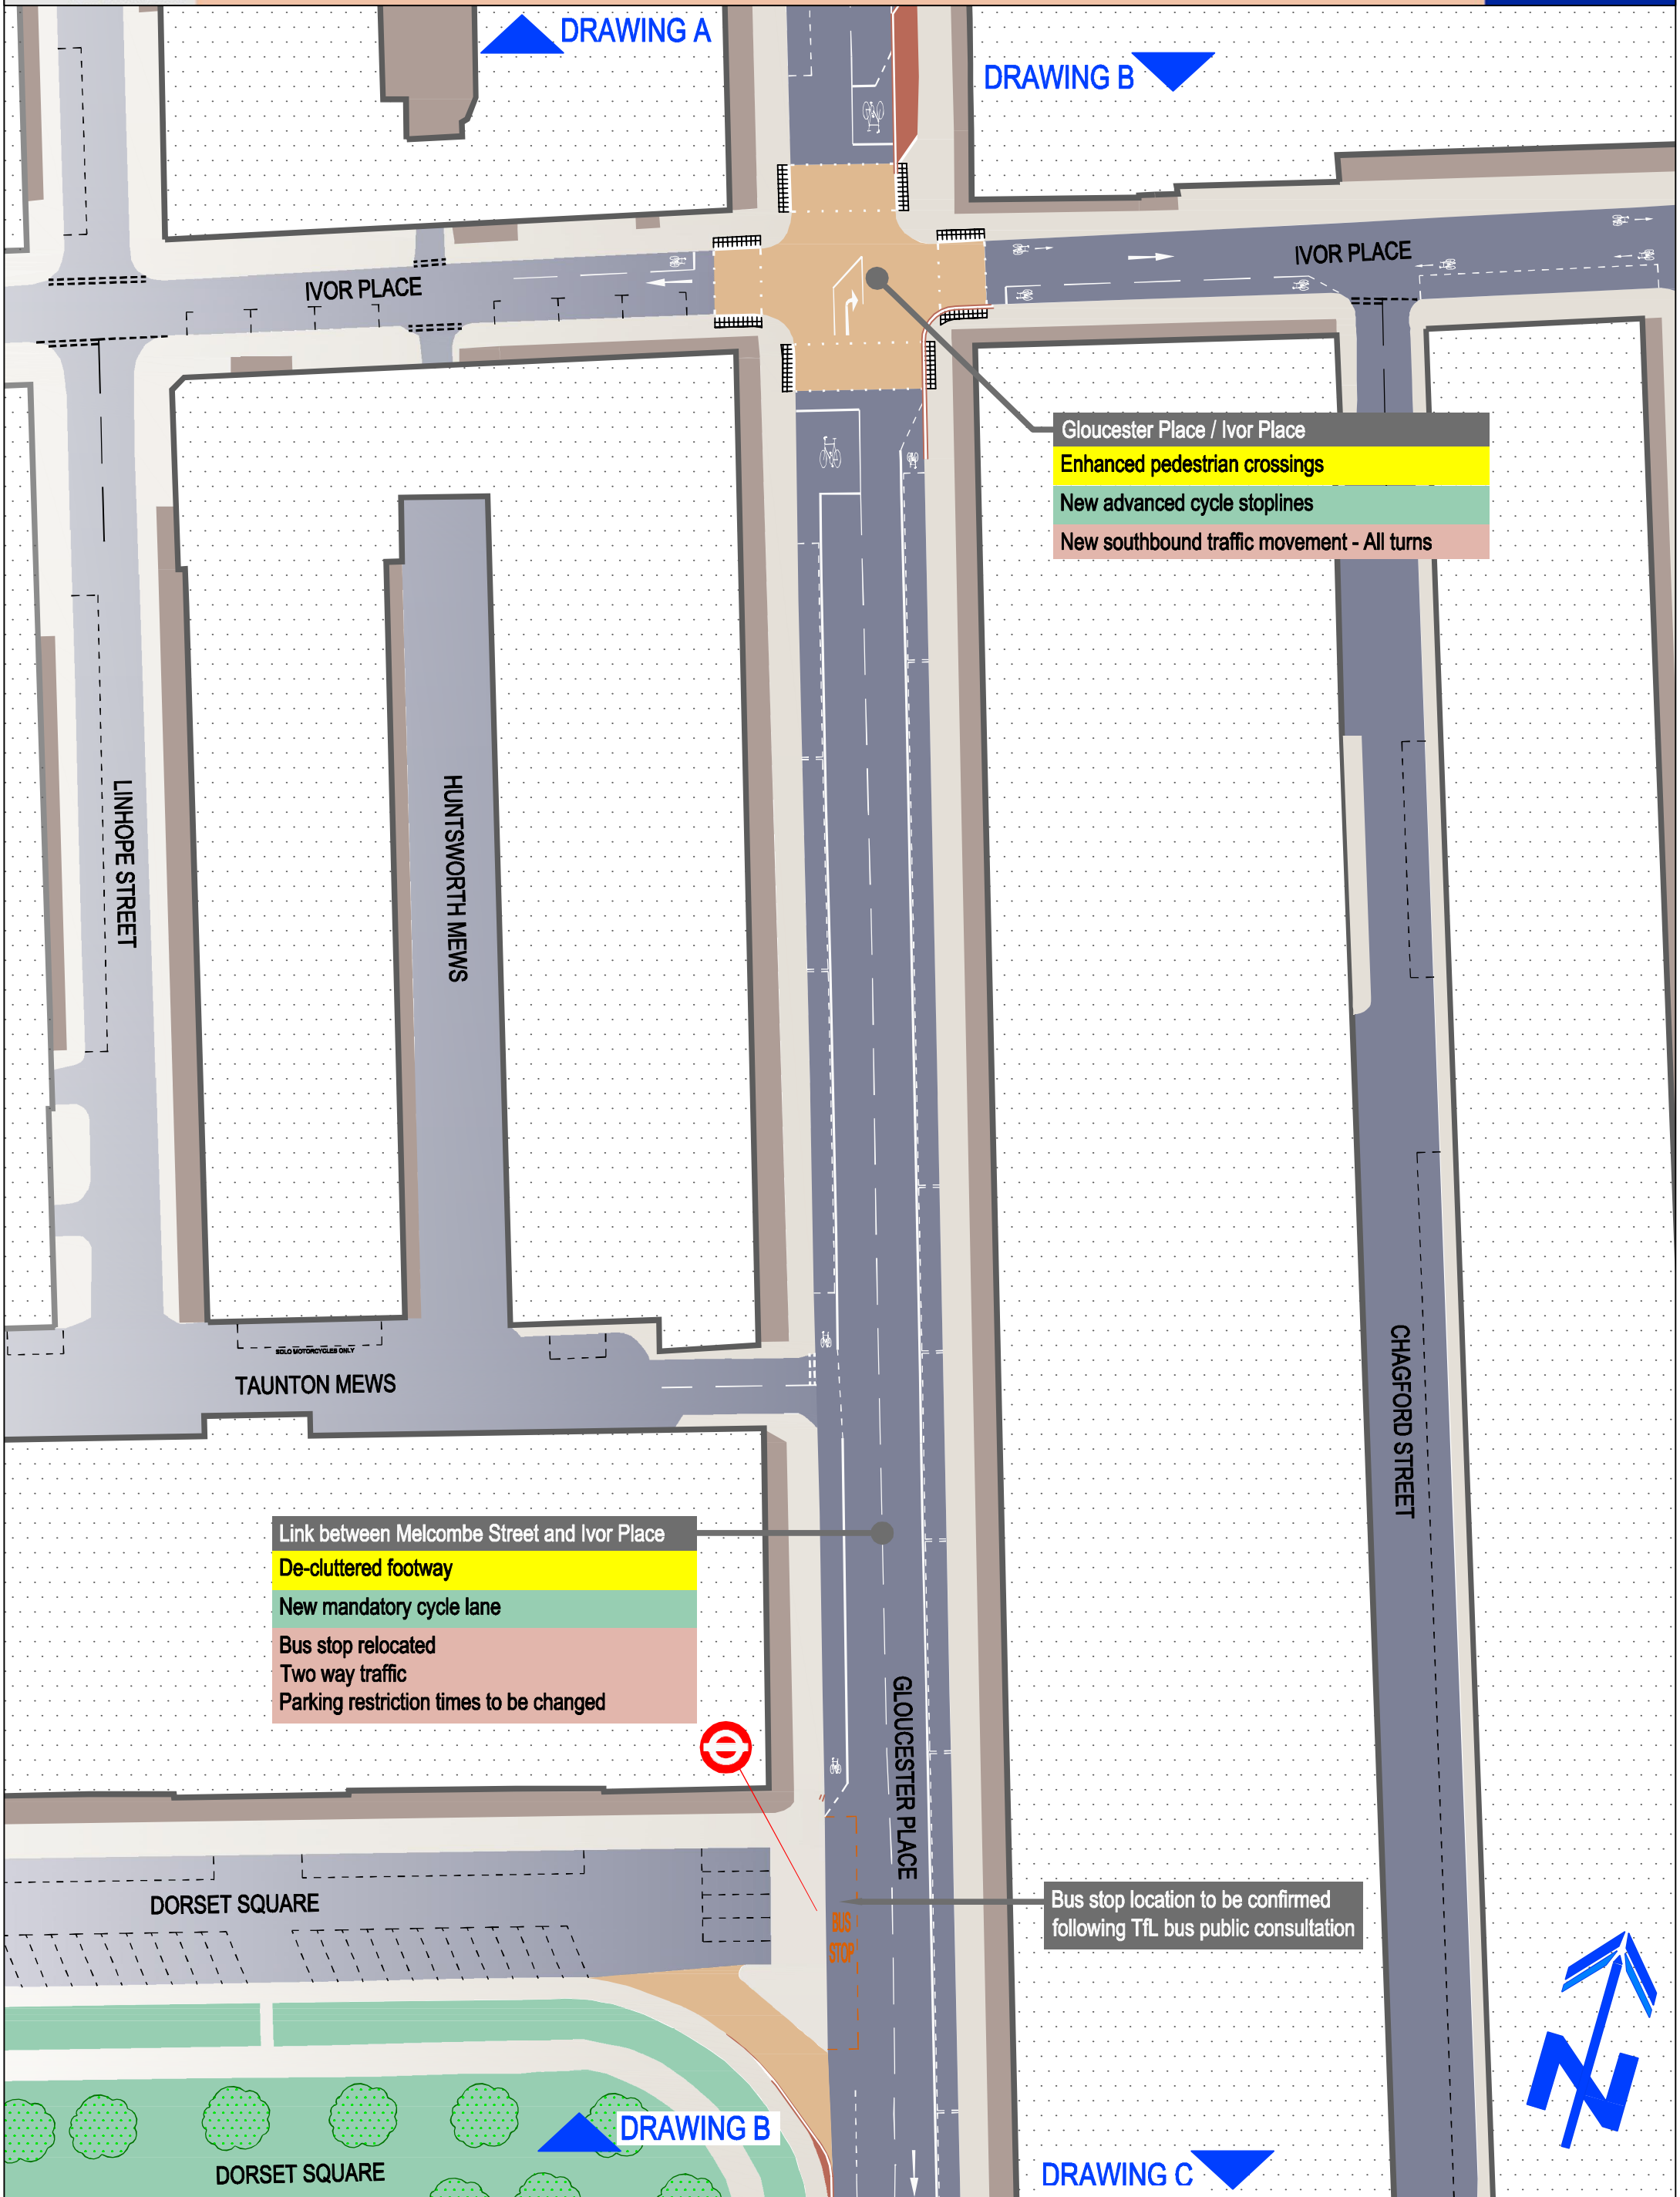 DRAWING A
DRAWING B
IVOR PLACE
IVOR PLACE
Gloucester Place / Ivor Place
Enhanced pedestrian crossings
New advanced cycle stoplines
New southbound traffic movement - All turns
LINHOPE STREET
HUNTSWORTH MEWS
SOLO MOTORCYCLES ONLY
TAUNTON MEWS
CHAGFORD STREET
Link between Melcombe Street and Ivor Place
De-cluttered footway
New mandatory cycle lane
Bus stop relocated
Two way traffic
Parking restriction times to be changed
GLOUCESTER PLACE
DORSET SQUARE
BUS
STOP
Bus stop location to be confirmed
following TfL bus public consultation
N
DRAWING B
DORSET SQUARE
DRAWING C